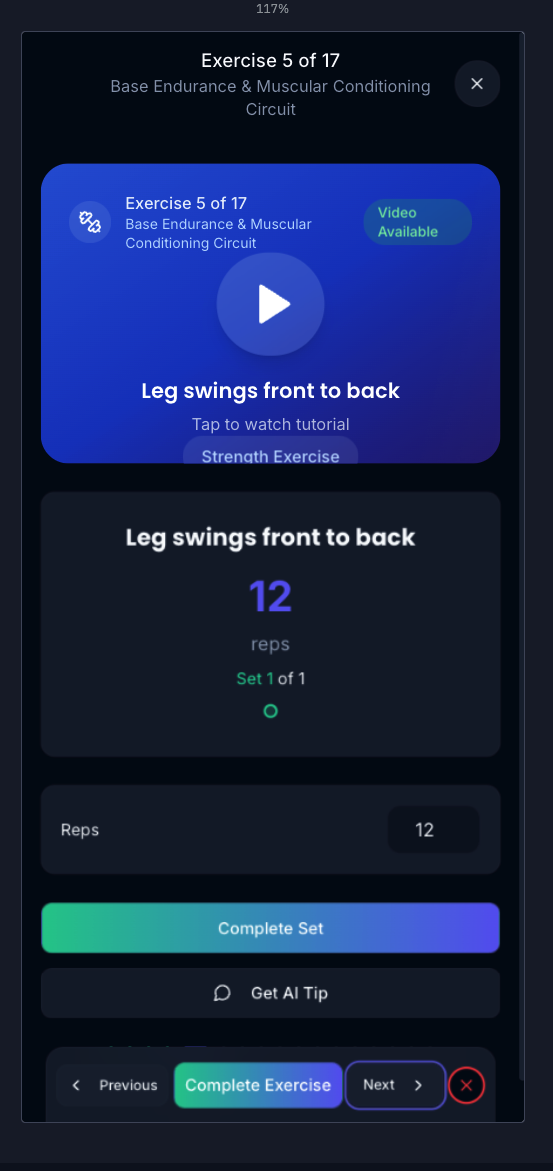 117%
Exercise 5 of 17
Base Endurance & Muscular Conditioning
Circuit
Exercise 5 of 17
Base Endurance & Muscular
Conditioning Circuit
Video
Available
Leg swings front to back
Tap to watch tutorial
Strength Exercise
Leg swings front to back
12
reps
Set 1 of 1
Reps
12
Complete Set
Get AI Tip
Previous
Complete Exercise
Next